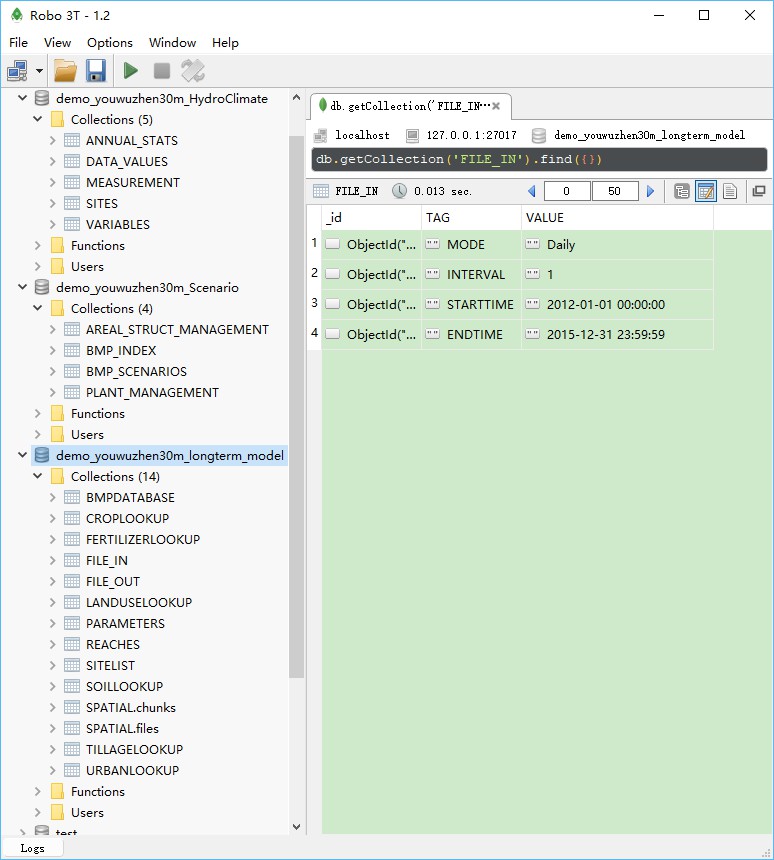 Robo 3T - 1.2
File View Options Window Help
demo_youwuzhen30m_HydroClimate
Collections (5)
ANNUAL_STATS
DATA_VALUES
MEASUREMENT
SITES
VARIABLES
Functions
Users
demo_youwuzhen30m_Scenario
Collections (4)
AREAL_STRUCT_MANAGEMENT
BMP_INDEX
BMP_SCENARIOS
PLANT_MANAGEMENT
Functions
Users
demo_youwuzhen30m_longterm_model
Collections (14)
BMPDATABASE
CROPLOOKUP
FERTILIZERLOOKUP
FILE_IN
FILE_OUT
LANDUSELOOKUP
PARAMETERS
REACHES
SITELIST
SOILLOOKUP
SPATIAL.chunks
SPATIAL.files
TILLAGELOOKUP
URBANLOOKUP
Functions
Users
test
db.getCollection('FILE_IN…
localhost 127.0.0.1:27017 demo_youwuzhen30m_longterm_model
db.getCollection('FILE_IN').find({})
FILE_IN 0.013 sec. 0 50
_id TAG VALUE
1 ObjectId("... "" MODE "" Daily
2 ObjectId("... "" INTERVAL "" 1
3 ObjectId("... "" STARTTIME "" 2012-01-01 00:00:00
4 ObjectId("... "" ENDTIME "" 2015-12-31 23:59:59
Logs